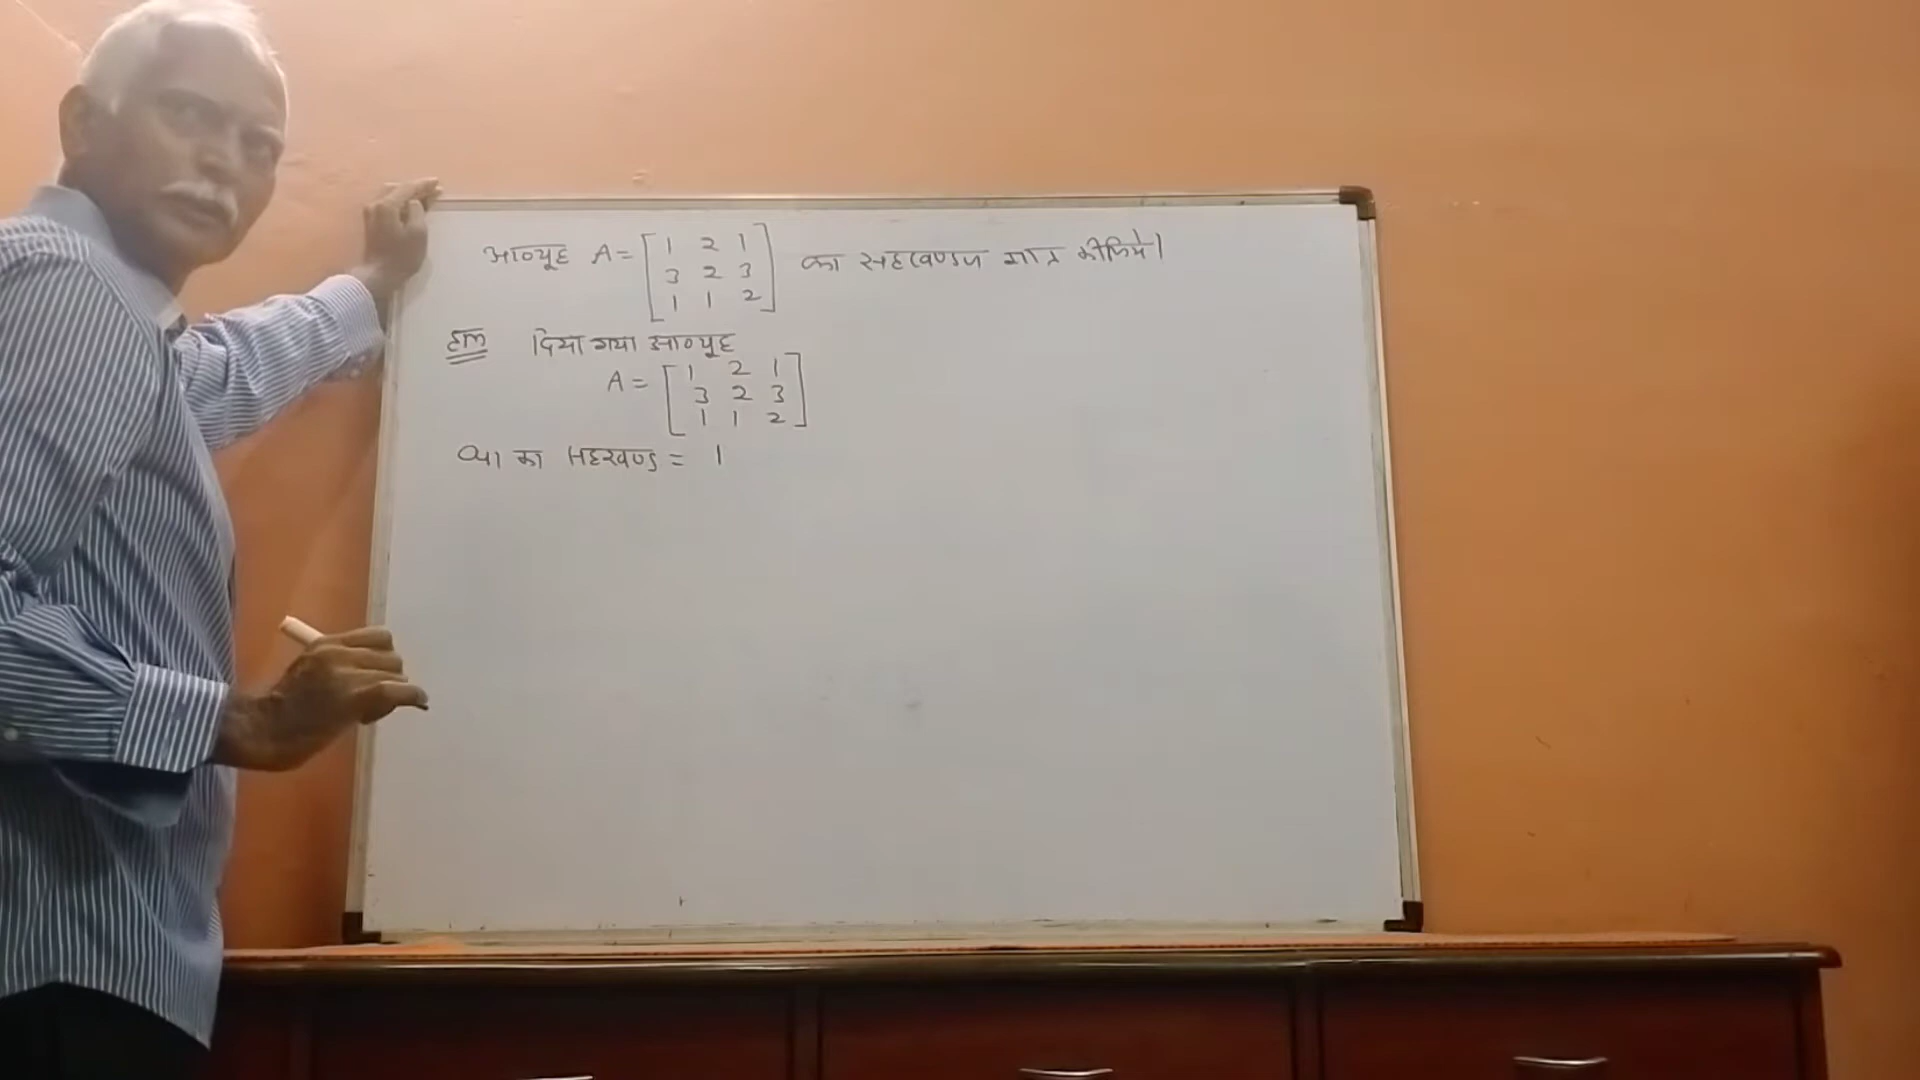 आव्यूह A = [1 2 1
3 2 3
1 1 2] का सहखण्डज ज्ञात कीजिये।
हल दिया गया आव्यूह
A = [1 2 1
3 2 3
1 1 2]
का सहखण्ड = 1